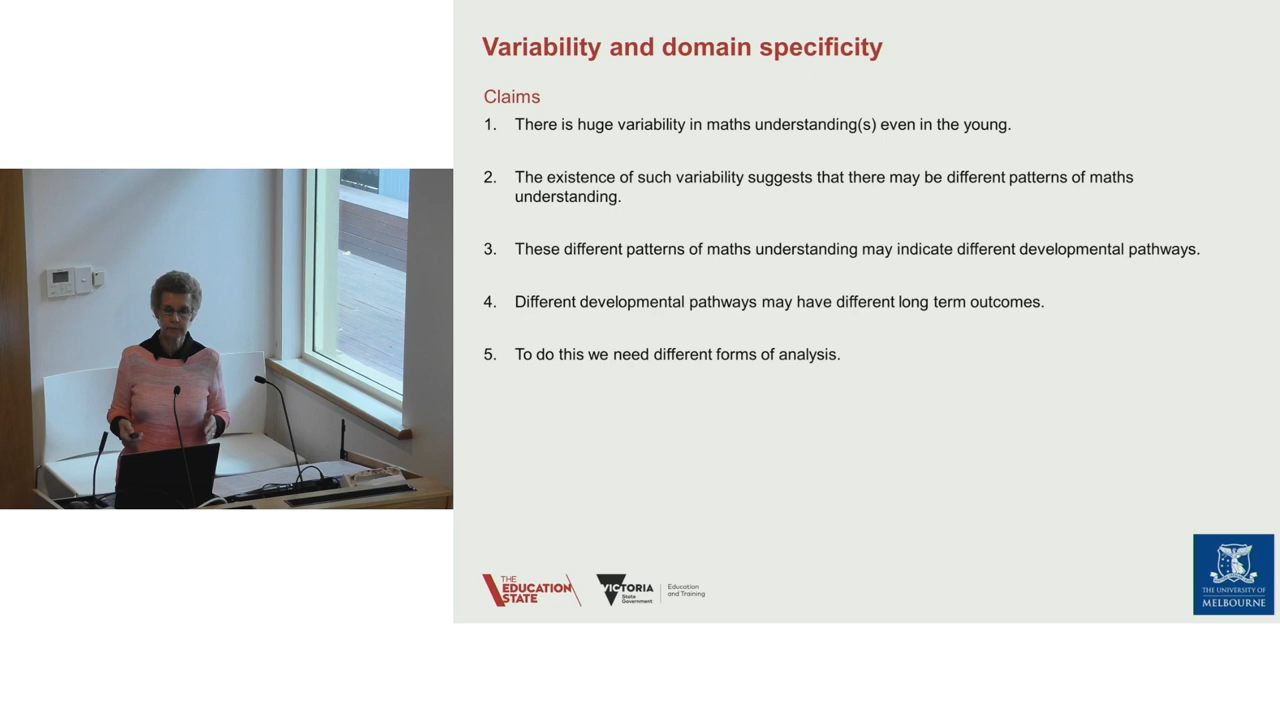 Variability and domain specificity
Claims
1. There is huge variability in maths understanding(s) even in the young.
2. The existence of such variability suggests that there may be different patterns of maths
understanding.
3. These different patterns of maths understanding may indicate different developmental pathways.
4. Different developmental pathways may have different long term outcomes.
5. To do this we need different forms of analysis.
THE
EDUCATION
STATE
VICTORIA
State
Government
Education
and Training
THE UNIVERSITY OF
MELBOURNE